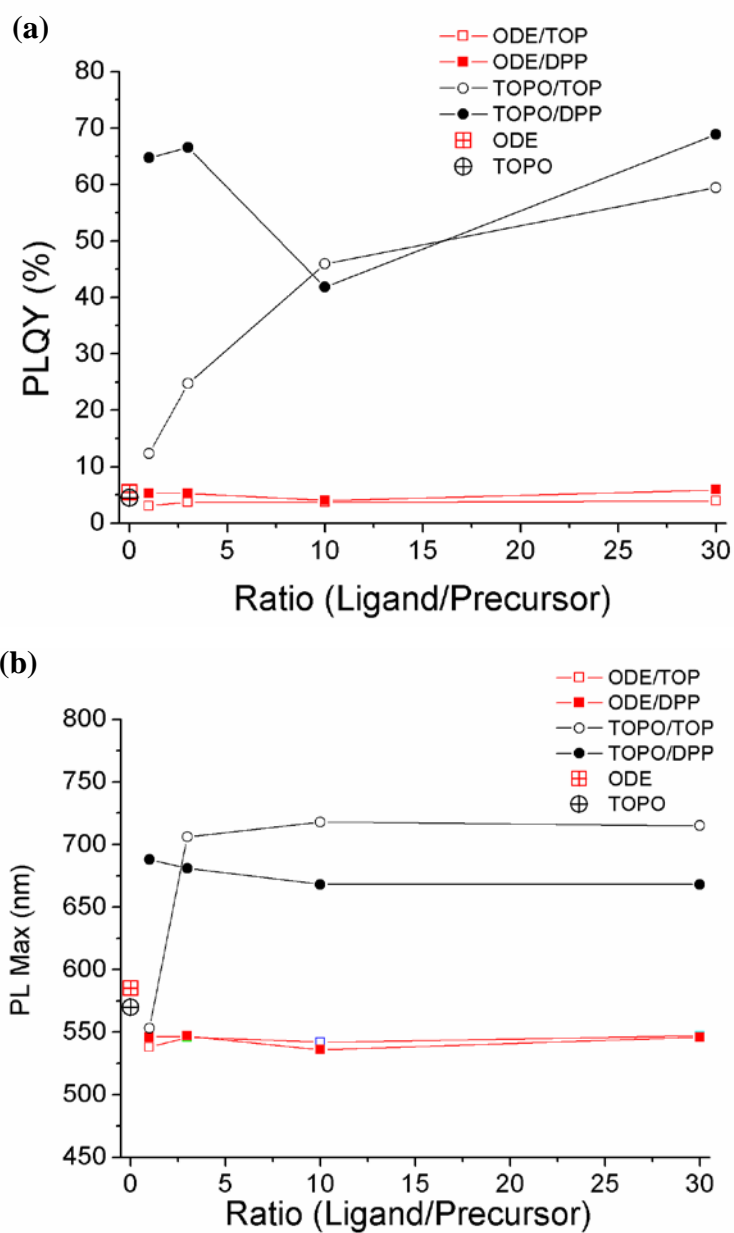 (a)
ODE/TOP
ODE/DPP
TOPO/TOP
TOPO/DPP
ODE
TOPO
80
70
60
50
40
30
20
10
0
PLQY (%)
0 5 10 15 20 25 30
Ratio (Ligand/Precursor)
(b)
ODE/TOP
ODE/DPP
TOPO/TOP
TOPO/DPP
ODE
TOPO
800
750
700
650
600
550
500
450
PL Max (nm)
0 5 10 15 20 25 30
Ratio (Ligand/Precursor)